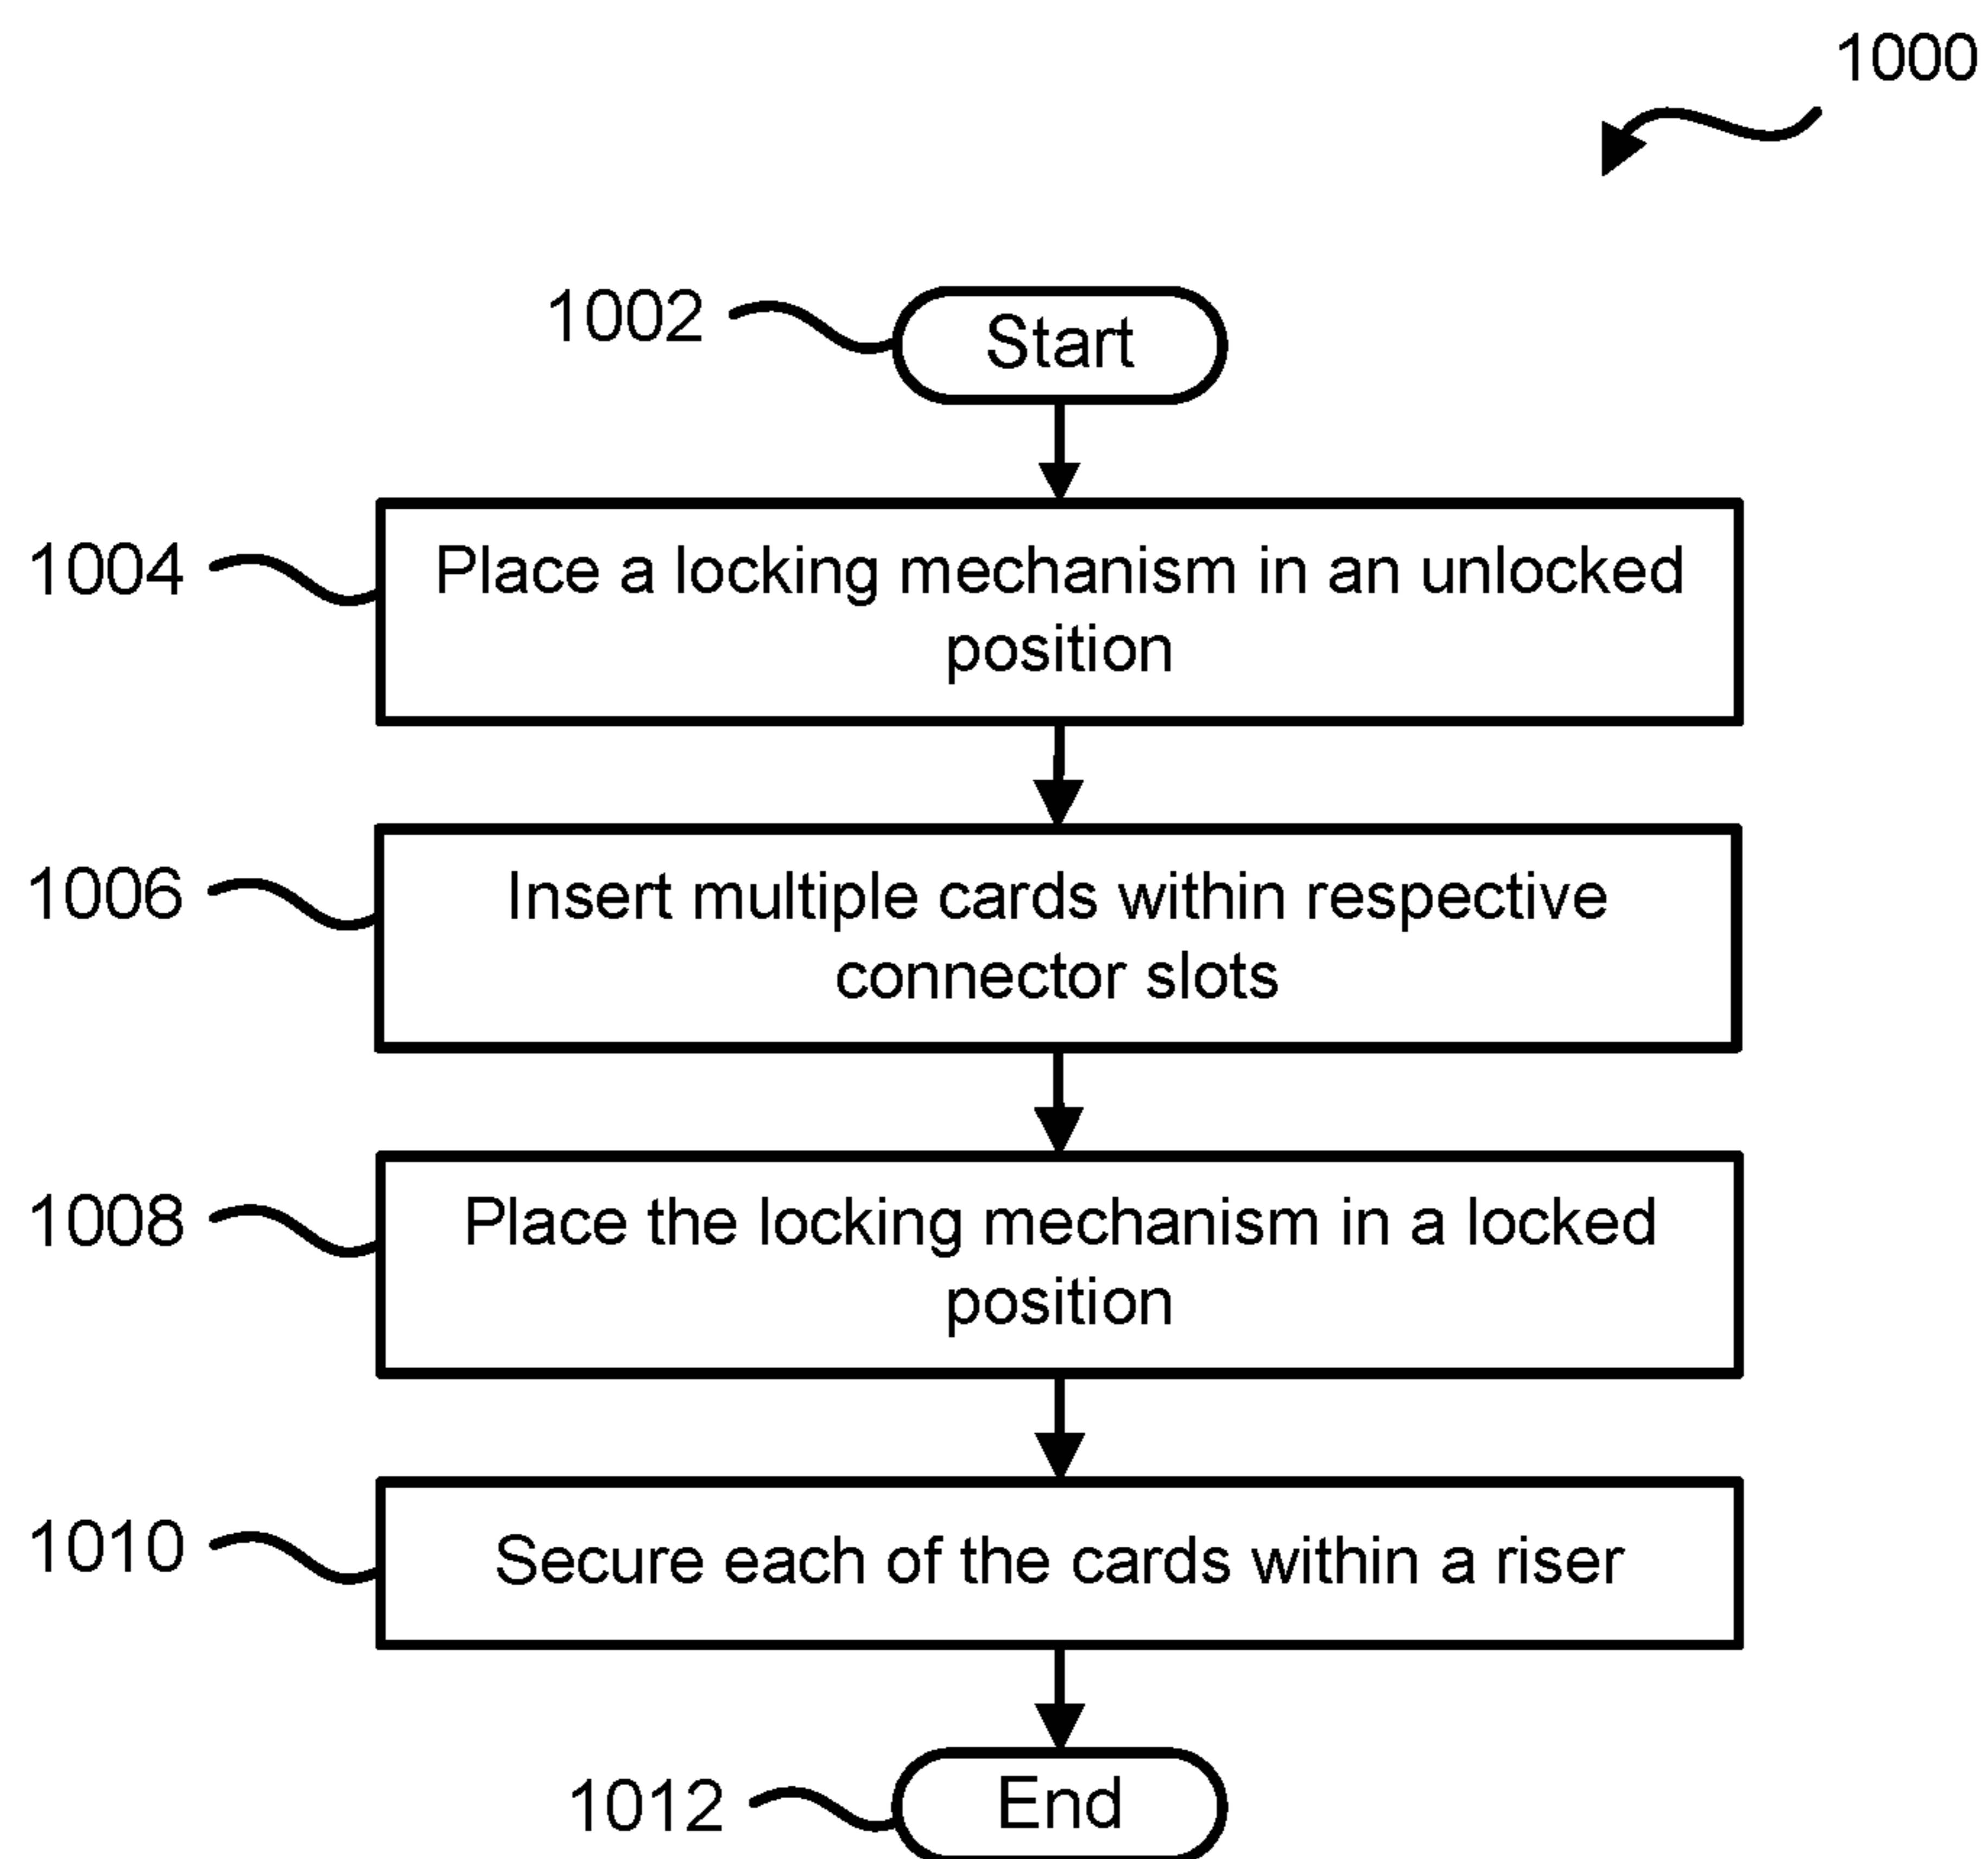 1000
1002
Start
1004
Place a locking mechanism in an unlocked
position
1006
Insert multiple cards within respective
connector slots
1008
Place the locking mechanism in a locked
position
1010
Secure each of the cards within a riser
1012
End